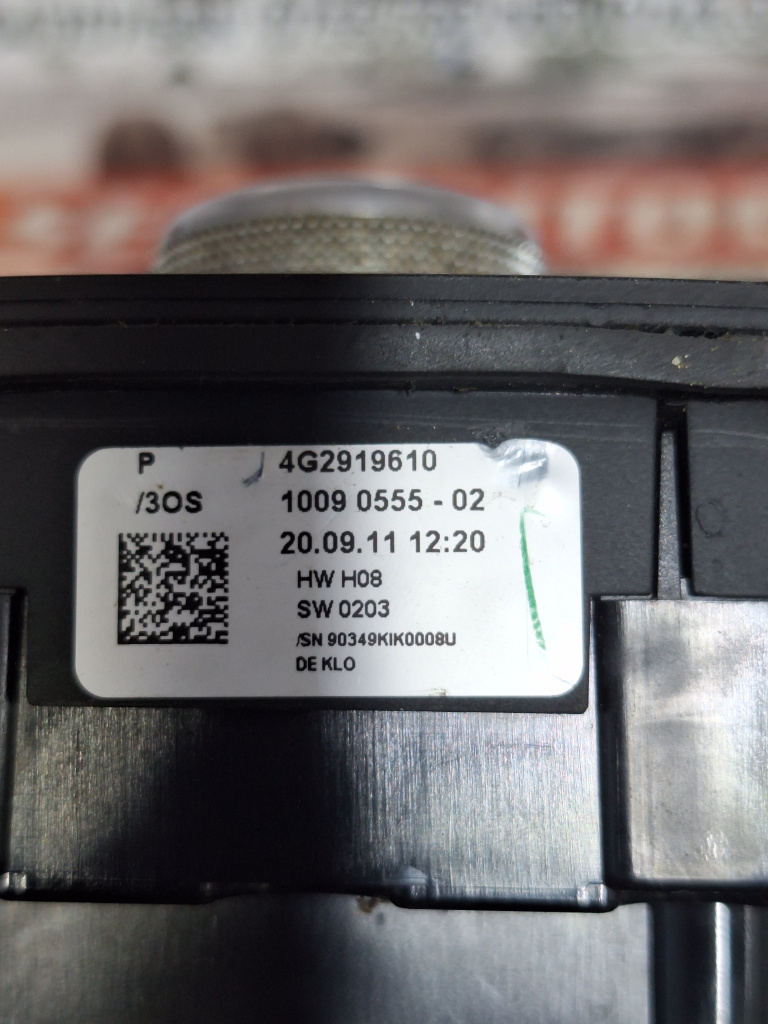 P 4G2919610
/3OS 1009 0555 - 02
20.09.11 12:20
HW H08
SW 0203
/SN 90349KIK0008U
DE KLO